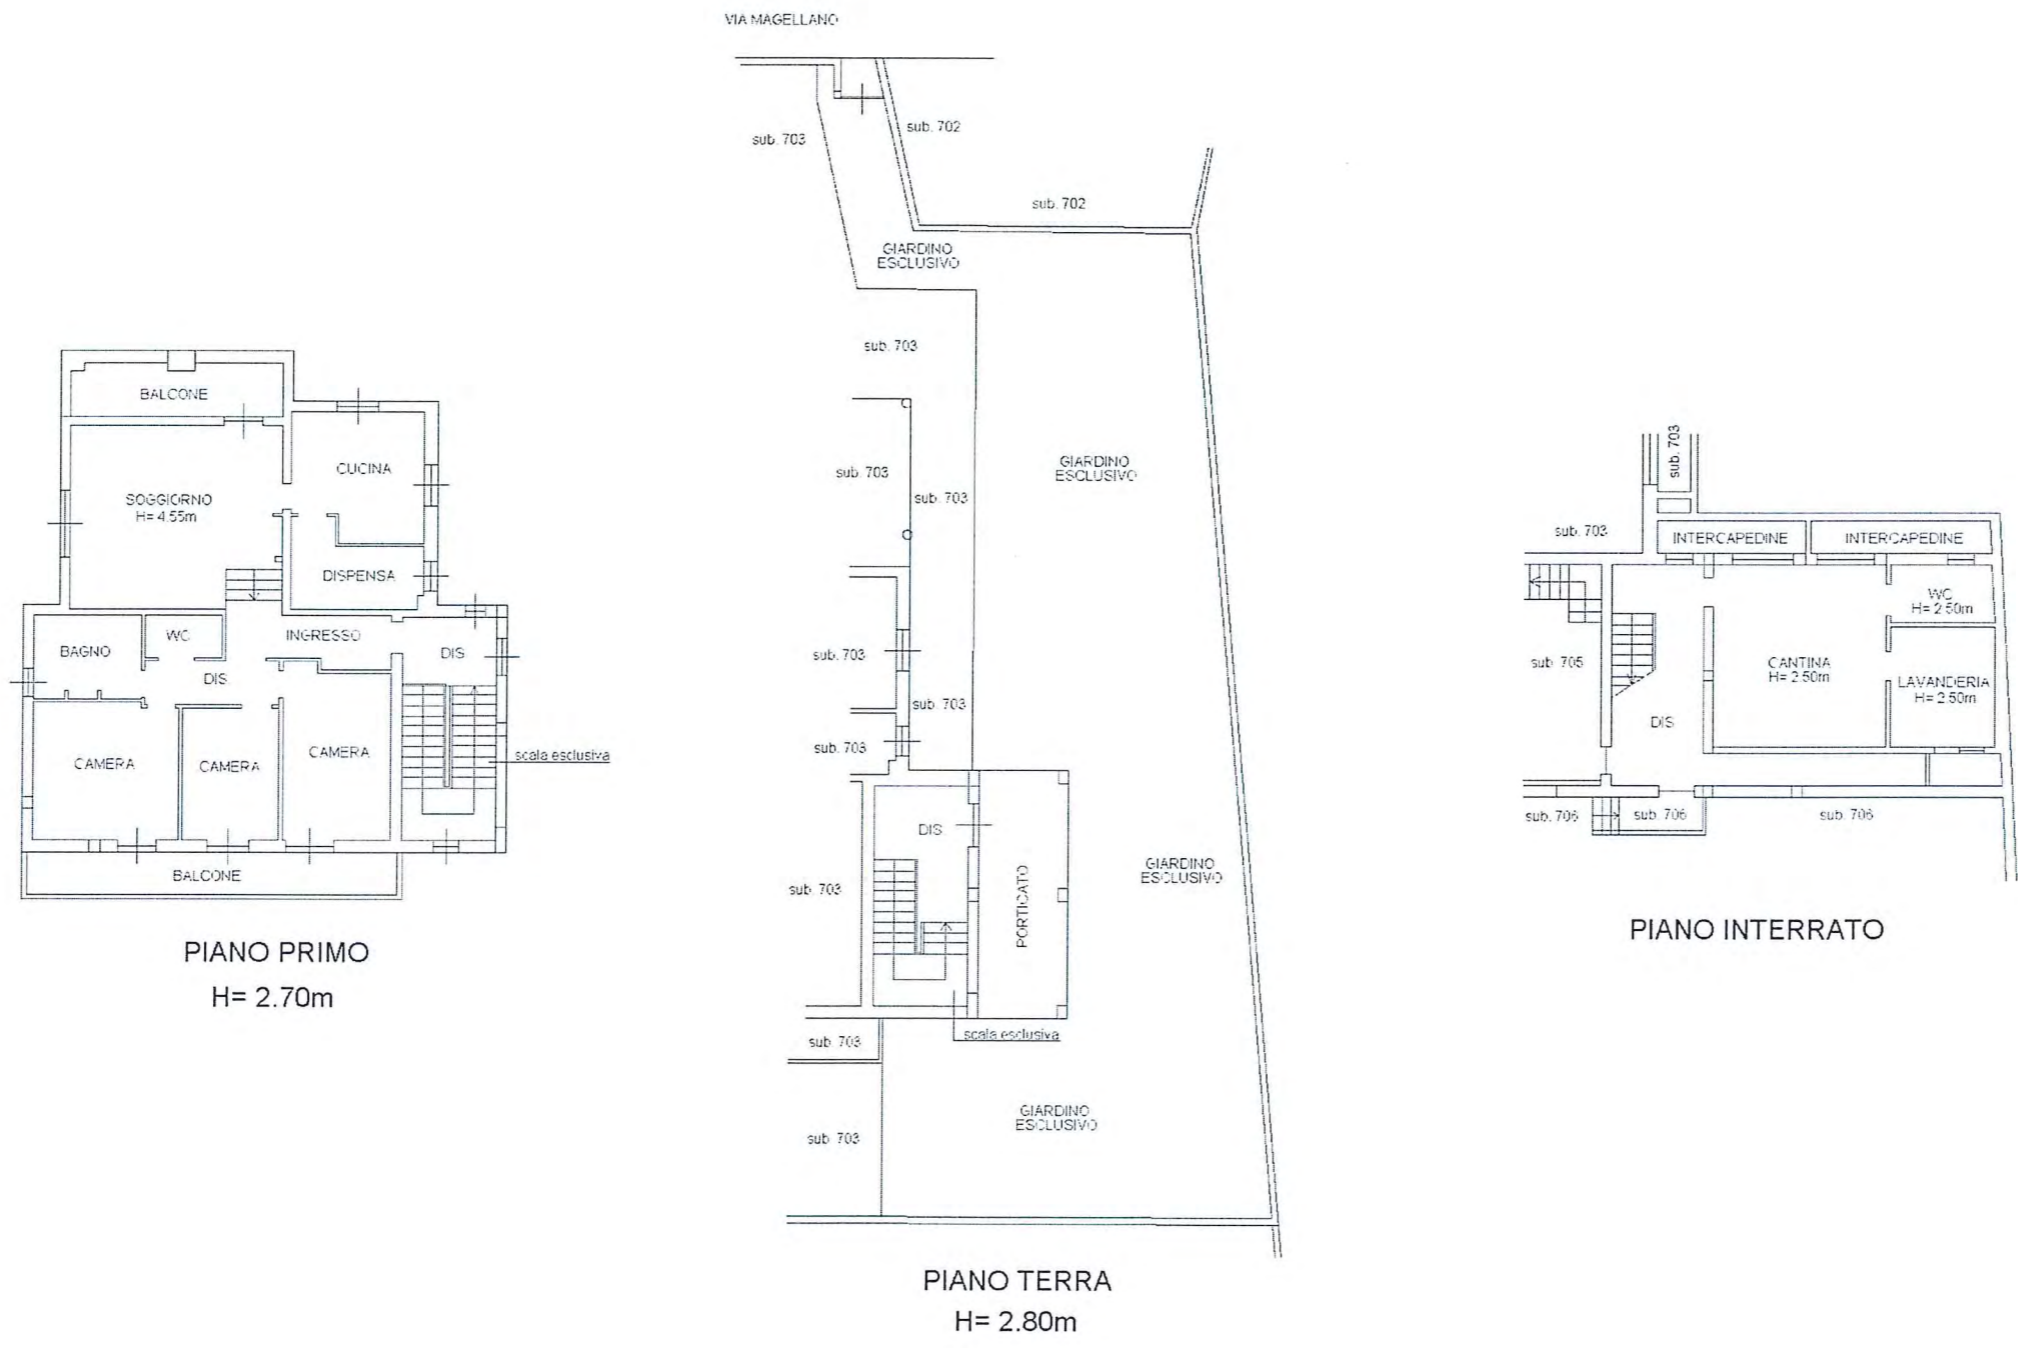 VIA MAGELLANO
sub. 703
sub. 702
sub. 702
GIARDINO
ESCLUSIVO
sub. 703
sub. 703
sub. 703
GIARDINO
ESCLUSIVO
sub. 703
sub. 703
sub. 703
DIS
PORTICATO
GIARDINO
ESCLUSIVO
sub. 703
scala esclusiva
sub. 703
GIARDINO
ESCLUSIVO
sub. 703
PIANO TERRA
H= 2.80m
BALCONE
CUCINA
SOGGIORNO
H= 4.55m
DISPENSA
BAGNO
WC
INGRESSO
DIS
DIS
CAMERA
CAMERA
CAMERA
scala esclusiva
BALCONE
PIANO PRIMO
H= 2.70m
sub. 703
sub. 703
INTERCAPEDINE
INTERCAPEDINE
WC
H= 2.50m
sub. 705
CANTINA
H= 2.50m
LAVANDERIA
H= 2.50m
DIS
sub. 706
sub. 706
sub. 706
PIANO INTERRATO